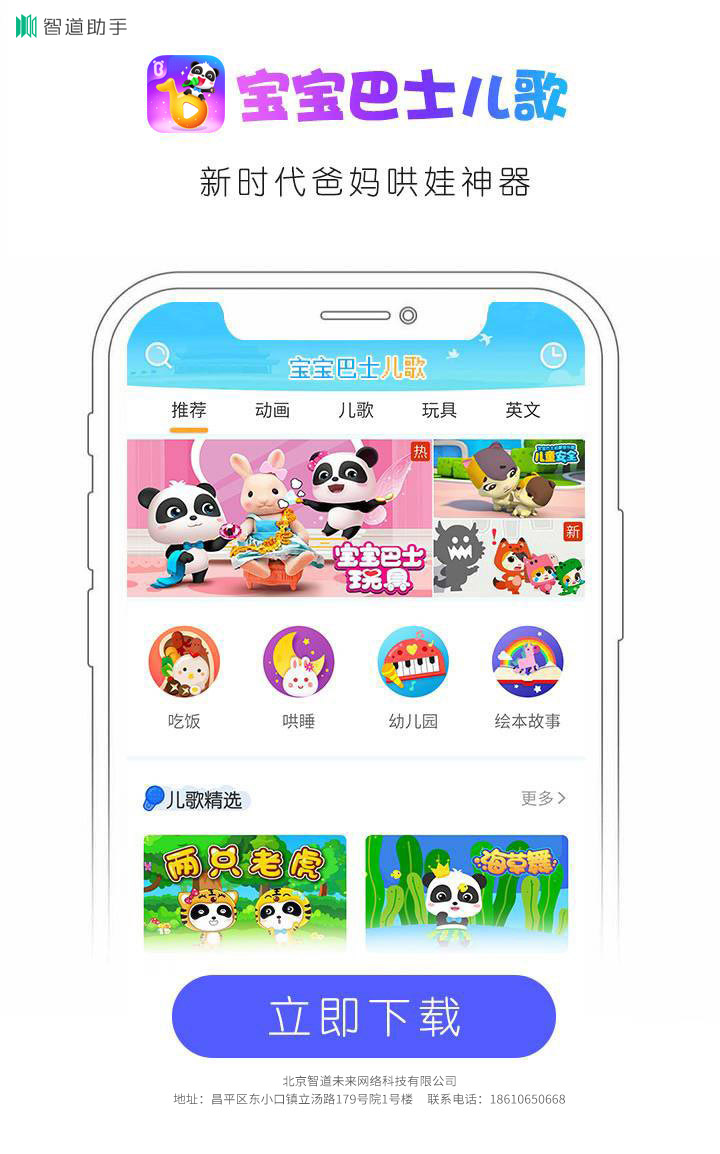 智道助手
宝宝巴士儿歌
新时代爸妈哄娃神器
宝宝巴士儿歌
推荐 动画 儿歌 玩具 英文
热
宝宝巴士
玩具
儿童安全
新
吃饭 哄睡 幼儿园 绘本故事
儿歌精选 更多
两只老虎 海草舞
立即下载
北京智道未来网络科技有限公司
地址：昌平区东小口镇立汤路179号院1号楼 联系电话：18610650668